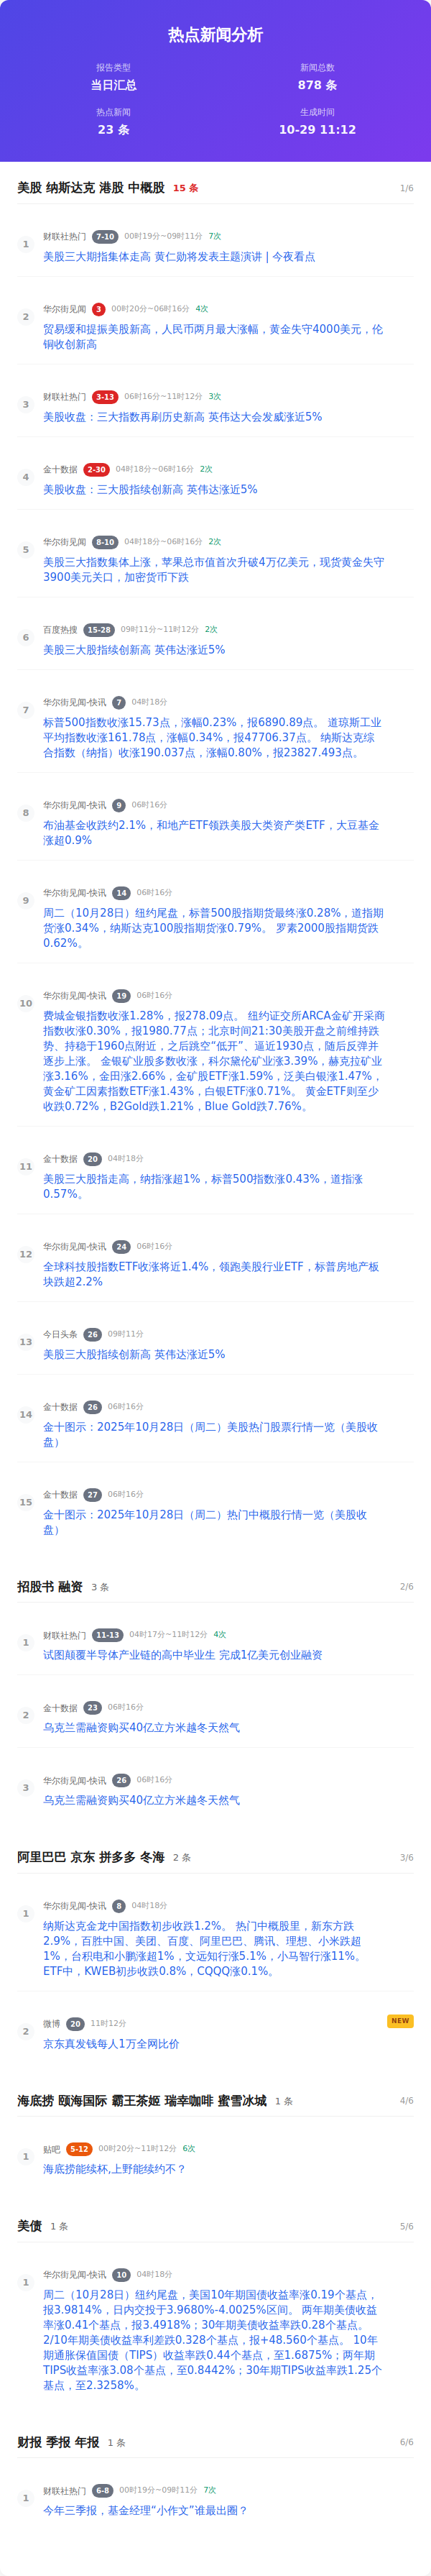 热点新闻分析
报告类型
新闻总数
当日汇总
878 条
热点新闻
生成时间
23 条
10-29 11:12
美股 纳斯达克 港股 中概股 15 条 1/6
1
财联社热门 7-10 00时19分~09时11分 7次
美股三大期指集体走高 黄仁勋将发表主题演讲 | 今夜看点
2
华尔街见闻 3 00时20分~06时16分 4次
贸易缓和提振美股新高，人民币两月最大涨幅，黄金失守4000美元，伦
铜收创新高
3
财联社热门 3-13 06时16分~11时12分 3次
美股收盘：三大指数再刷历史新高 英伟达大会发威涨近5%
4
金十数据 2-30 04时18分~06时16分 2次
美股收盘：三大股指续创新高 英伟达涨近5%
5
华尔街见闻 8-10 04时18分~06时16分 2次
美股三大指数集体上涨，苹果总市值首次升破4万亿美元，现货黄金失守
3900美元关口，加密货币下跌
6
百度热搜 15-28 09时11分~11时12分 2次
美股三大股指续创新高 英伟达涨近5%
7
华尔街见闻-快讯 7 04时18分
标普500指数收涨15.73点，涨幅0.23%，报6890.89点。 道琼斯工业
平均指数收涨161.78点，涨幅0.34%，报47706.37点。 纳斯达克综
合指数（纳指）收涨190.037点，涨幅0.80%，报23827.493点。
8
华尔街见闻-快讯 9 06时16分
布油基金收跌约2.1%，和地产ETF领跌美股大类资产类ETF，大豆基金
涨超0.9%
9
华尔街见闻-快讯 14 06时16分
周二（10月28日）纽约尾盘，标普500股指期货最终涨0.28%，道指期
货涨0.34%，纳斯达克100股指期货涨0.79%。 罗素2000股指期货跌
0.62%。
10
华尔街见闻-快讯 19 06时16分
费城金银指数收涨1.28%，报278.09点。 纽约证交所ARCA金矿开采商
指数收涨0.30%，报1980.77点；北京时间21:30美股开盘之前维持跌
势、持稳于1960点附近，之后跳空“低开”、逼近1930点，随后反弹并
逐步上涨。 金银矿业股多数收涨，科尔黛伦矿业涨3.39%，赫克拉矿业
涨3.16%，金田涨2.66%，金矿股ETF涨1.59%，泛美白银涨1.47%，
黄金矿工因素指数ETF涨1.43%，白银ETF涨0.71%。 黄金ETF则至少
收跌0.72%，B2Gold跌1.21%，Blue Gold跌7.76%。
11
金十数据 20 04时18分
美股三大股指走高，纳指涨超1%，标普500指数涨0.43%，道指涨
0.57%。
12
华尔街见闻-快讯 24 06时16分
全球科技股指数ETF收涨将近1.4%，领跑美股行业ETF，标普房地产板
块跌超2.2%
13
今日头条 26 09时11分
美股三大股指续创新高 英伟达涨近5%
14
金十数据 26 06时16分
金十图示：2025年10月28日（周二）美股热门股票行情一览（美股收
盘）
15
金十数据 27 06时16分
金十图示：2025年10月28日（周二）热门中概股行情一览（美股收
盘）
招股书 融资 3 条 2/6
1
财联社热门 11-13 04时17分~11时12分 4次
试图颠覆半导体产业链的高中毕业生 完成1亿美元创业融资
2
金十数据 23 06时16分
乌克兰需融资购买40亿立方米越冬天然气
3
华尔街见闻-快讯 26 06时16分
乌克兰需融资购买40亿立方米越冬天然气
阿里巴巴 京东 拼多多 冬海 2 条 3/6
1
华尔街见闻-快讯 8 04时18分
纳斯达克金龙中国指数初步收跌1.2%。 热门中概股里，新东方跌
2.9%，百胜中国、美团、百度、阿里巴巴、腾讯、理想、小米跌超
1%，台积电和小鹏涨超1%，文远知行涨5.1%，小马智行涨11%。
ETF中，KWEB初步收跌0.8%，CQQQ涨0.1%。
2
微博 20 11时12分 NEW
京东真发钱每人1万全网比价
海底捞 颐海国际 霸王茶姬 瑞幸咖啡 蜜雪冰城 1 条 4/6
1
贴吧 5-12 00时20分~11时12分 6次
海底捞能续杯,上野能续约不？
美债 1 条 5/6
1
华尔街见闻-快讯 10 04时18分
周二（10月28日）纽约尾盘，美国10年期国债收益率涨0.19个基点，
报3.9814%，日内交投于3.9680%-4.0025%区间。 两年期美债收益
率涨0.41个基点，报3.4918%；30年期美债收益率跌0.28个基点。
2/10年期美债收益率利差跌0.328个基点，报+48.560个基点。 10年
期通胀保值国债（TIPS）收益率跌0.44个基点，至1.6875%；两年期
TIPS收益率涨3.08个基点，至0.8442%；30年期TIPS收益率跌1.25个
基点，至2.3258%。
财报 季报 年报 1 条 6/6
1
财联社热门 6-8 00时19分~09时11分 7次
今年三季报，基金经理“小作文”谁最出圈？